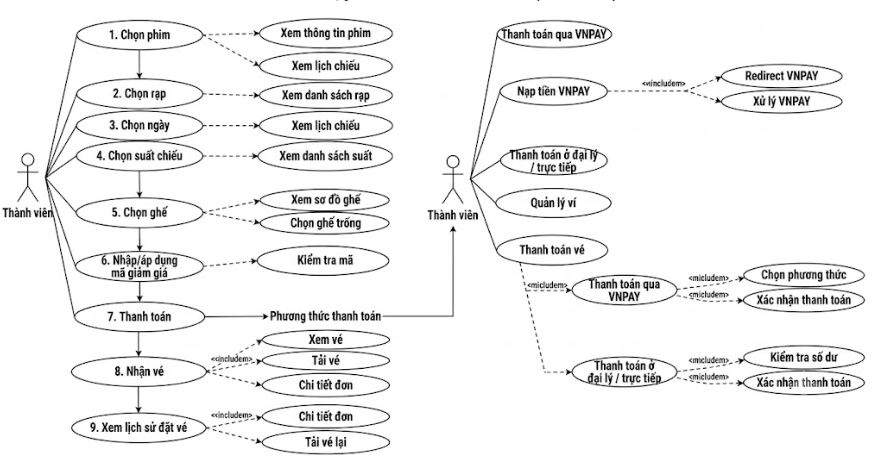 1. Chọn phim
Xem thông tin phim
Xem lịch chiếu
2. Chọn rạp
Xem danh sách rạp
3. Chọn ngày
Xem lịch chiếu
4. Chọn suất chiếu
Xem danh sách suất
Thành viên
5. Chọn ghế
Xem sơ đồ ghế
Chọn ghế trống
6. Nhập/áp dụng
mã giảm giá
Kiểm tra mã
7. Thanh toán
Phương thức thanh toán
8. Nhận vé
<<includem>
Xem vé
Tải vé
Chi tiết đơn
9. Xem lịch sử đặt vé
<<includem>
Chi tiết đơn
Tải vé lại
Thành viên
Thanh toán qua VNPAY
Nạp tiền VNPAY
<<includem>
Redirect VNPAY
Xử lý VNPAY
Thanh toán ở đại lý
/ trực tiếp
Quản lý ví
Thanh toán vé
<micludem>
Thanh toán qua
VNPAY
<micludem>
<micludem>
Chọn phương thức
Xác nhận thanh toán
Thanh toán ở
đại lý / trực tiếp
<micludem>
<micludem>
Kiểm tra số dư
Xác nhận thanh toán